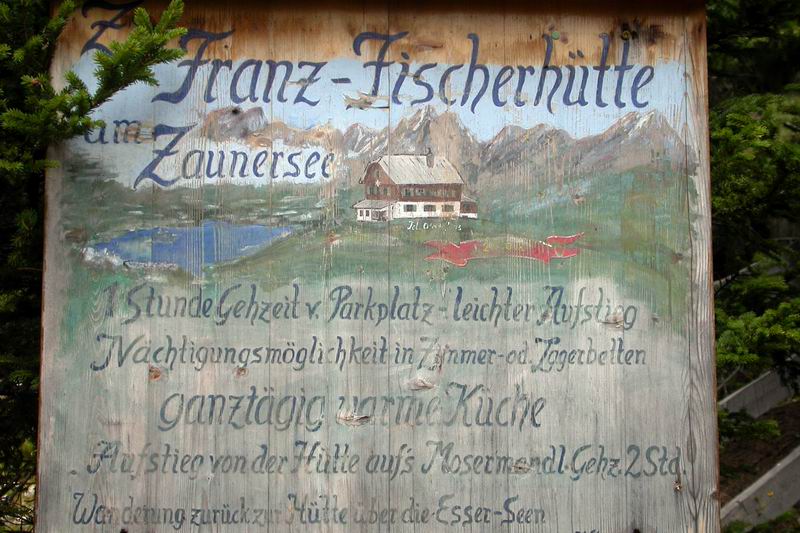 Z. Franz-Fischerhütte
am Zaunersee
1 Stunde Gehzeit v. Parkplatz - leichter Aufstieg
Nächtigungsmöglichkeit in Zimmer- od. Lagerbetten
ganztägig warme Küche
Aufstieg von der Hütte auf's Mosermandl. Gehz. 2 Std.
Wanderung zurück zur Hütte über die Esser-Seen